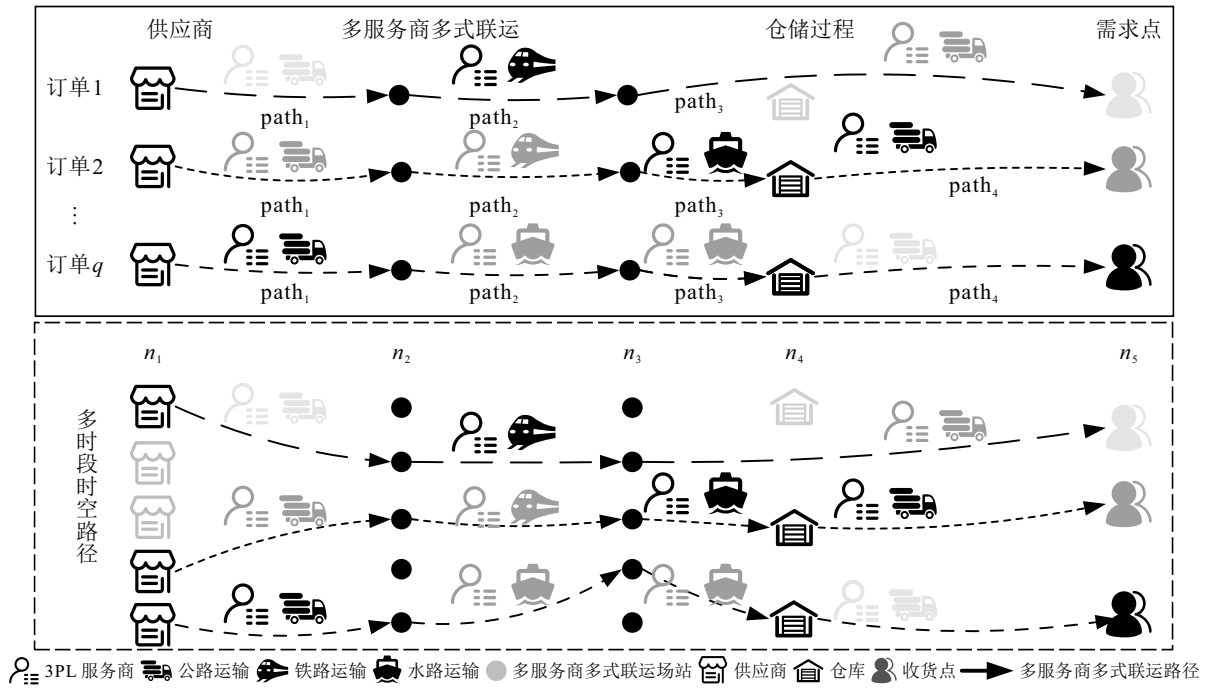 供应商 多服务商多式联运 仓储过程 需求点
订单1
path₁ path₂ path₃
订单2
path₁ path₂ path₃ path₄
⋮
订单q
path₁ path₂ path₃ path₄
n₁ n₂ n₃ n₄ n₅
多时段时空路径
3PL服务商 公路运输 铁路运输 水路运输 多服务商多式联运场站 供应商 仓库 收货点 多服务商多式联运路径